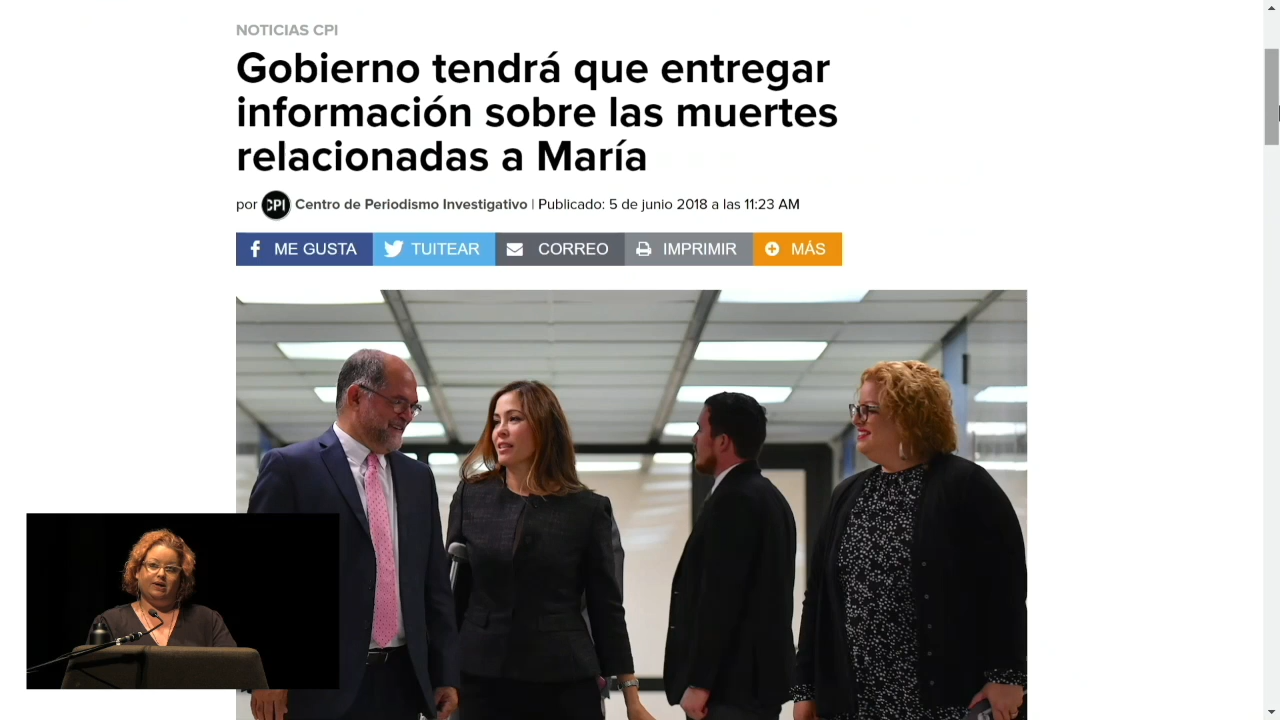 NOTICIAS CPI
Gobierno tendrá que entregar
información sobre las muertes
relacionadas a María
por CPI Centro de Periodismo Investigativo | Publicado: 5 de junio 2018 a las 11:23 AM
f ME GUSTA TUITEAR CORREO IMPRIMIR MÁS